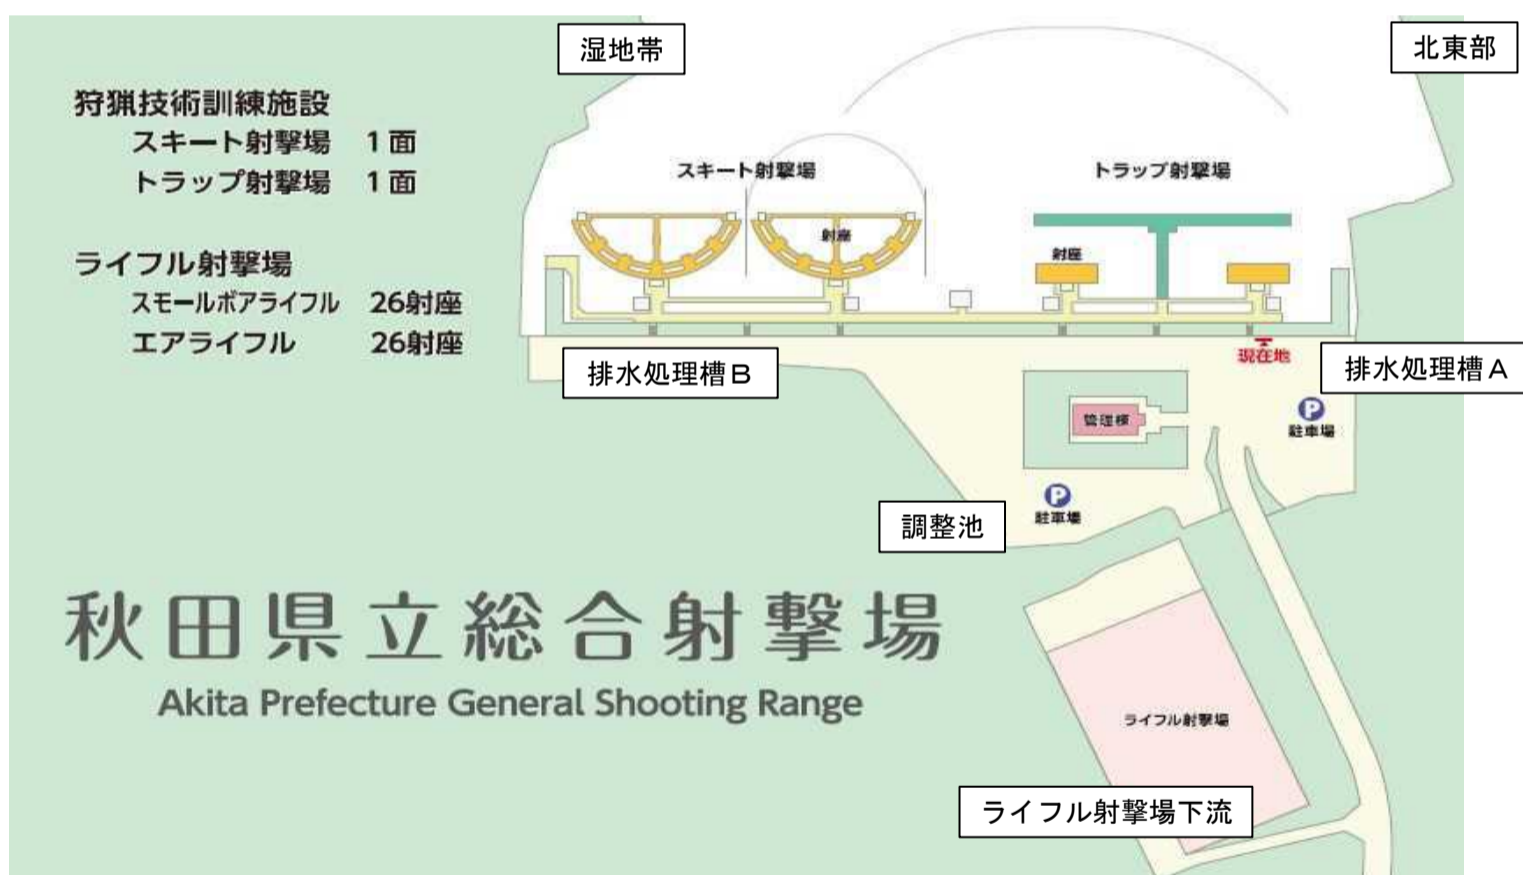 湿地帯
北東部
狩猟技術訓練施設
スキート射撃場 1面
トラップ射撃場 1面
スキート射撃場
トラップ射撃場
射座
射座
ライフル射撃場
スモールボアライフル 26射座
エアライフル 26射座
排水処理槽B
現在地
排水処理槽A
管理棟
P
駐車場
P
駐車場
調整池
秋田県立総合射撃場
Akita Prefecture General Shooting Range
ライフル射撃場
ライフル射撃場下流